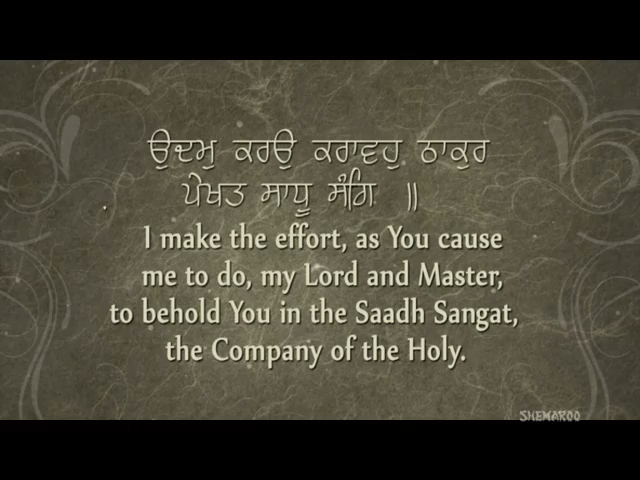 ਉਦਮੁ ਕਰਉ ਕਰਾਵਹੁ ਠਾਕੁਰ
ਪੇਖਤ ਸਾਧੂ ਸੰਗਿ ॥
I make the effort, as You cause
me to do, my Lord and Master,
to behold You in the Saadh Sangat,
the Company of the Holy.
SHEMAROO